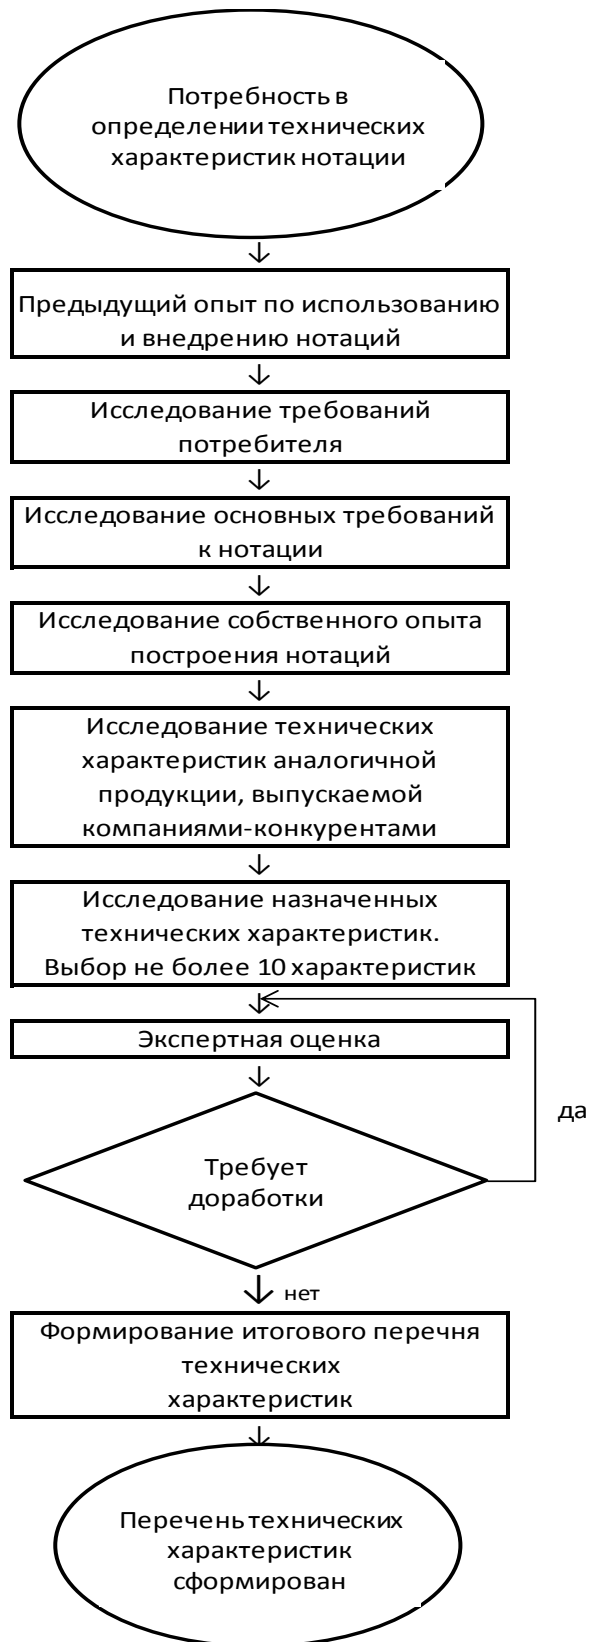 Потребность в
определении технических
характеристик нотации
Предыдущий опыт по использованию
и внедрению нотаций
Исследование требований
потребителя
Исследование основных требований
к нотации
Исследование собственного опыта
построения нотаций
Исследование технических
характеристик аналогичной
продукции, выпускаемой
компаниями-конкурентами
Исследование назначенных
технических характеристик.
Выбор не более 10 характеристик
Экспертная оценка
да
Требует
доработки
нет
Формирование итогового перечня
технических
характеристик
Перечень технических
характеристик
сформирован